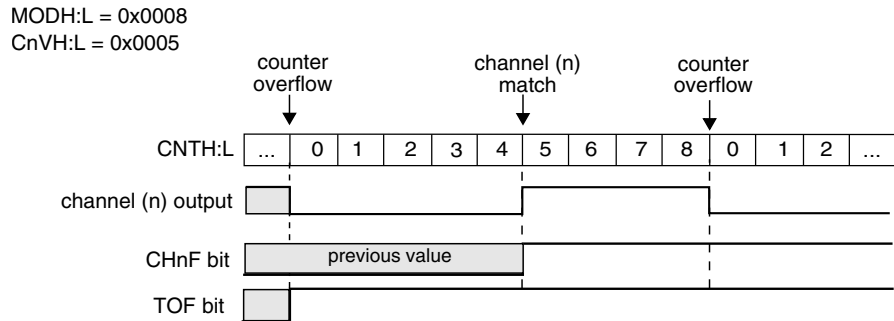 MODH:L = 0x0008
CnVH:L = 0x0005
counter overflow
channel (n) match
counter overflow
CNTH:L ... 0 1 2 3 4 5 6 7 8 0 1 2 ...
channel (n) output
CHnF bit previous value
TOF bit